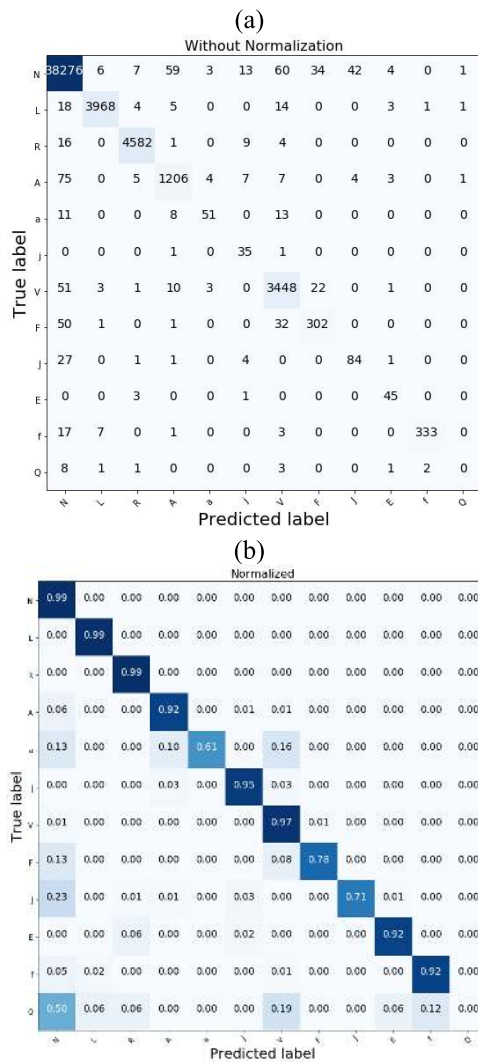 (a)
Without Normalization
N 38276 6 7 59 3 13 60 34 42 4 0 1
L 18 3968 4 5 0 0 14 0 0 3 1 1
R 16 0 4582 1 0 9 4 0 0 0 0 0
A 75 0 5 1206 4 7 7 0 4 3 0 1
a 11 0 0 8 51 0 13 0 0 0 0 0
J 0 0 0 1 0 35 1 0 0 0 0 0
V 51 3 1 10 3 0 3448 22 0 1 0 0
F 50 1 0 1 0 0 32 302 0 0 0 0
J 27 0 1 1 0 4 0 0 84 1 0 0
E 0 0 3 0 0 1 0 0 0 45 0 0
f 17 7 0 1 0 0 3 0 0 0 333 0
Q 8 1 1 0 0 0 3 0 0 1 2 0
True label
N L R A a J V F J E f Q
Predicted label
(b)
Normalized
N 0.99 0.00 0.00 0.00 0.00 0.00 0.00 0.00 0.00 0.00 0.00 0.00
L 0.00 0.99 0.00 0.00 0.00 0.00 0.00 0.00 0.00 0.00 0.00 0.00
0.00 0.00 0.99 0.00 0.00 0.00 0.00 0.00 0.00 0.00 0.00 0.00
A 0.06 0.00 0.00 0.92 0.00 0.01 0.01 0.00 0.00 0.00 0.00 0.00
a 0.13 0.00 0.00 0.10 0.61 0.00 0.16 0.00 0.00 0.00 0.00 0.00
J 0.00 0.00 0.00 0.03 0.00 0.95 0.03 0.00 0.00 0.00 0.00 0.00
V 0.01 0.00 0.00 0.00 0.00 0.00 0.97 0.01 0.00 0.00 0.00 0.00
F 0.13 0.00 0.00 0.00 0.00 0.00 0.08 0.78 0.00 0.00 0.00 0.00
J 0.23 0.00 0.01 0.01 0.00 0.03 0.00 0.00 0.71 0.01 0.00 0.00
E 0.00 0.00 0.06 0.00 0.00 0.02 0.00 0.00 0.00 0.92 0.00 0.00
f 0.05 0.02 0.00 0.00 0.00 0.00 0.01 0.00 0.00 0.00 0.92 0.00
Q 0.50 0.06 0.06 0.00 0.00 0.00 0.19 0.00 0.00 0.06 0.12 0.00
True label
N L R A a J V F J E f Q
Predicted label